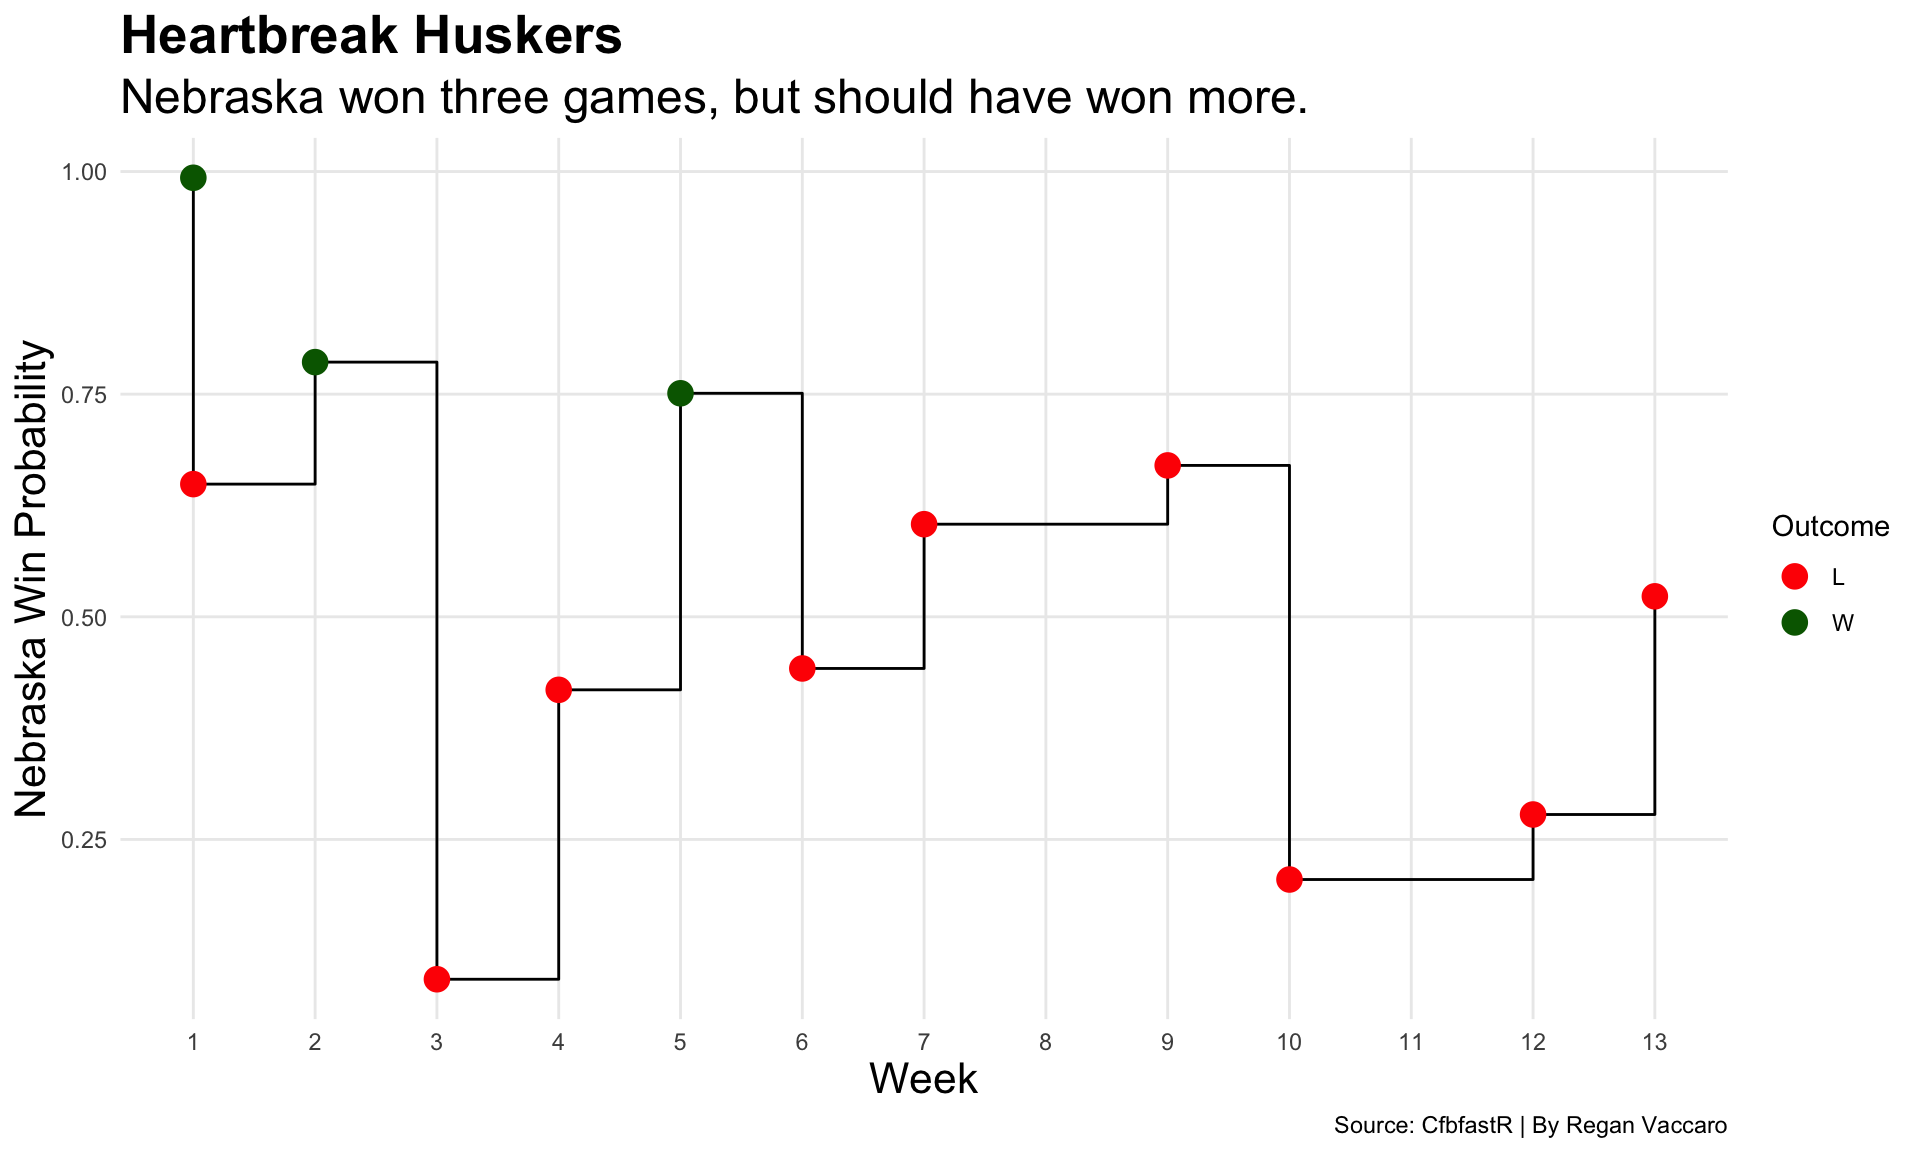 Heartbreak Huskers
Nebraska won three games, but should have won more.
Nebraska Win Probability
1.00
0.75
0.50
0.25
1 2 3 4 5 6 7 8 9 10 11 12 13
Week
Outcome
L
W
Source: CfbfastR | By Regan Vaccaro